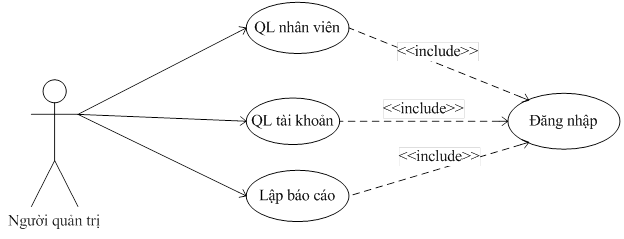 QL nhân viên
<<include>>
QL tài khoản
<<include>>
Đăng nhập
<<include>>
Lập báo cáo
Người quản trị